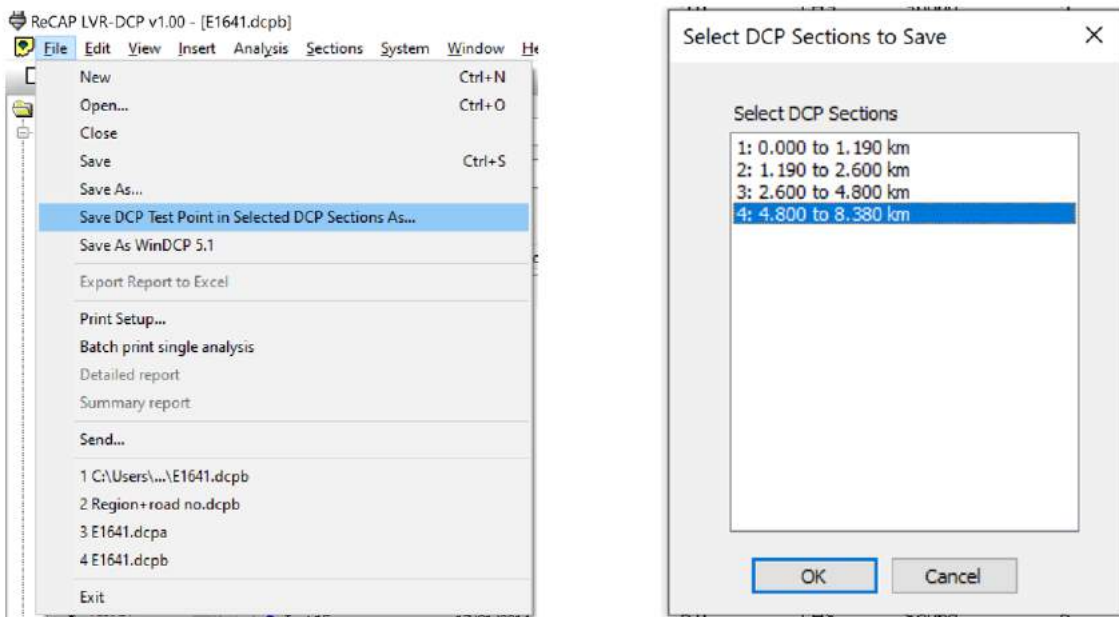 ReCAP LVR-DCP v1.00 - [E1641.dcpb]
File Edit View Insert Analysis Sections System Window He
New Ctrl+N
Open... Ctrl+O
Close
Save Ctrl+S
Save As...
Save DCP Test Point in Selected DCP Sections As...
Save As WinDCP 5.1
Export Report to Excel
Print Setup...
Batch print single analysis
Detailed report
Summary report
Send...
1 C:\Users\...\E1641.dcpb
2 Region+road no.dcpb
3 E1641.dcpa
4 E1641.dcpb
Exit
Select DCP Sections to Save
Select DCP Sections
1: 0.000 to 1.190 km
2: 1.190 to 2.600 km
3: 2.600 to 4.800 km
4: 4.800 to 8.380 km
OK Cancel